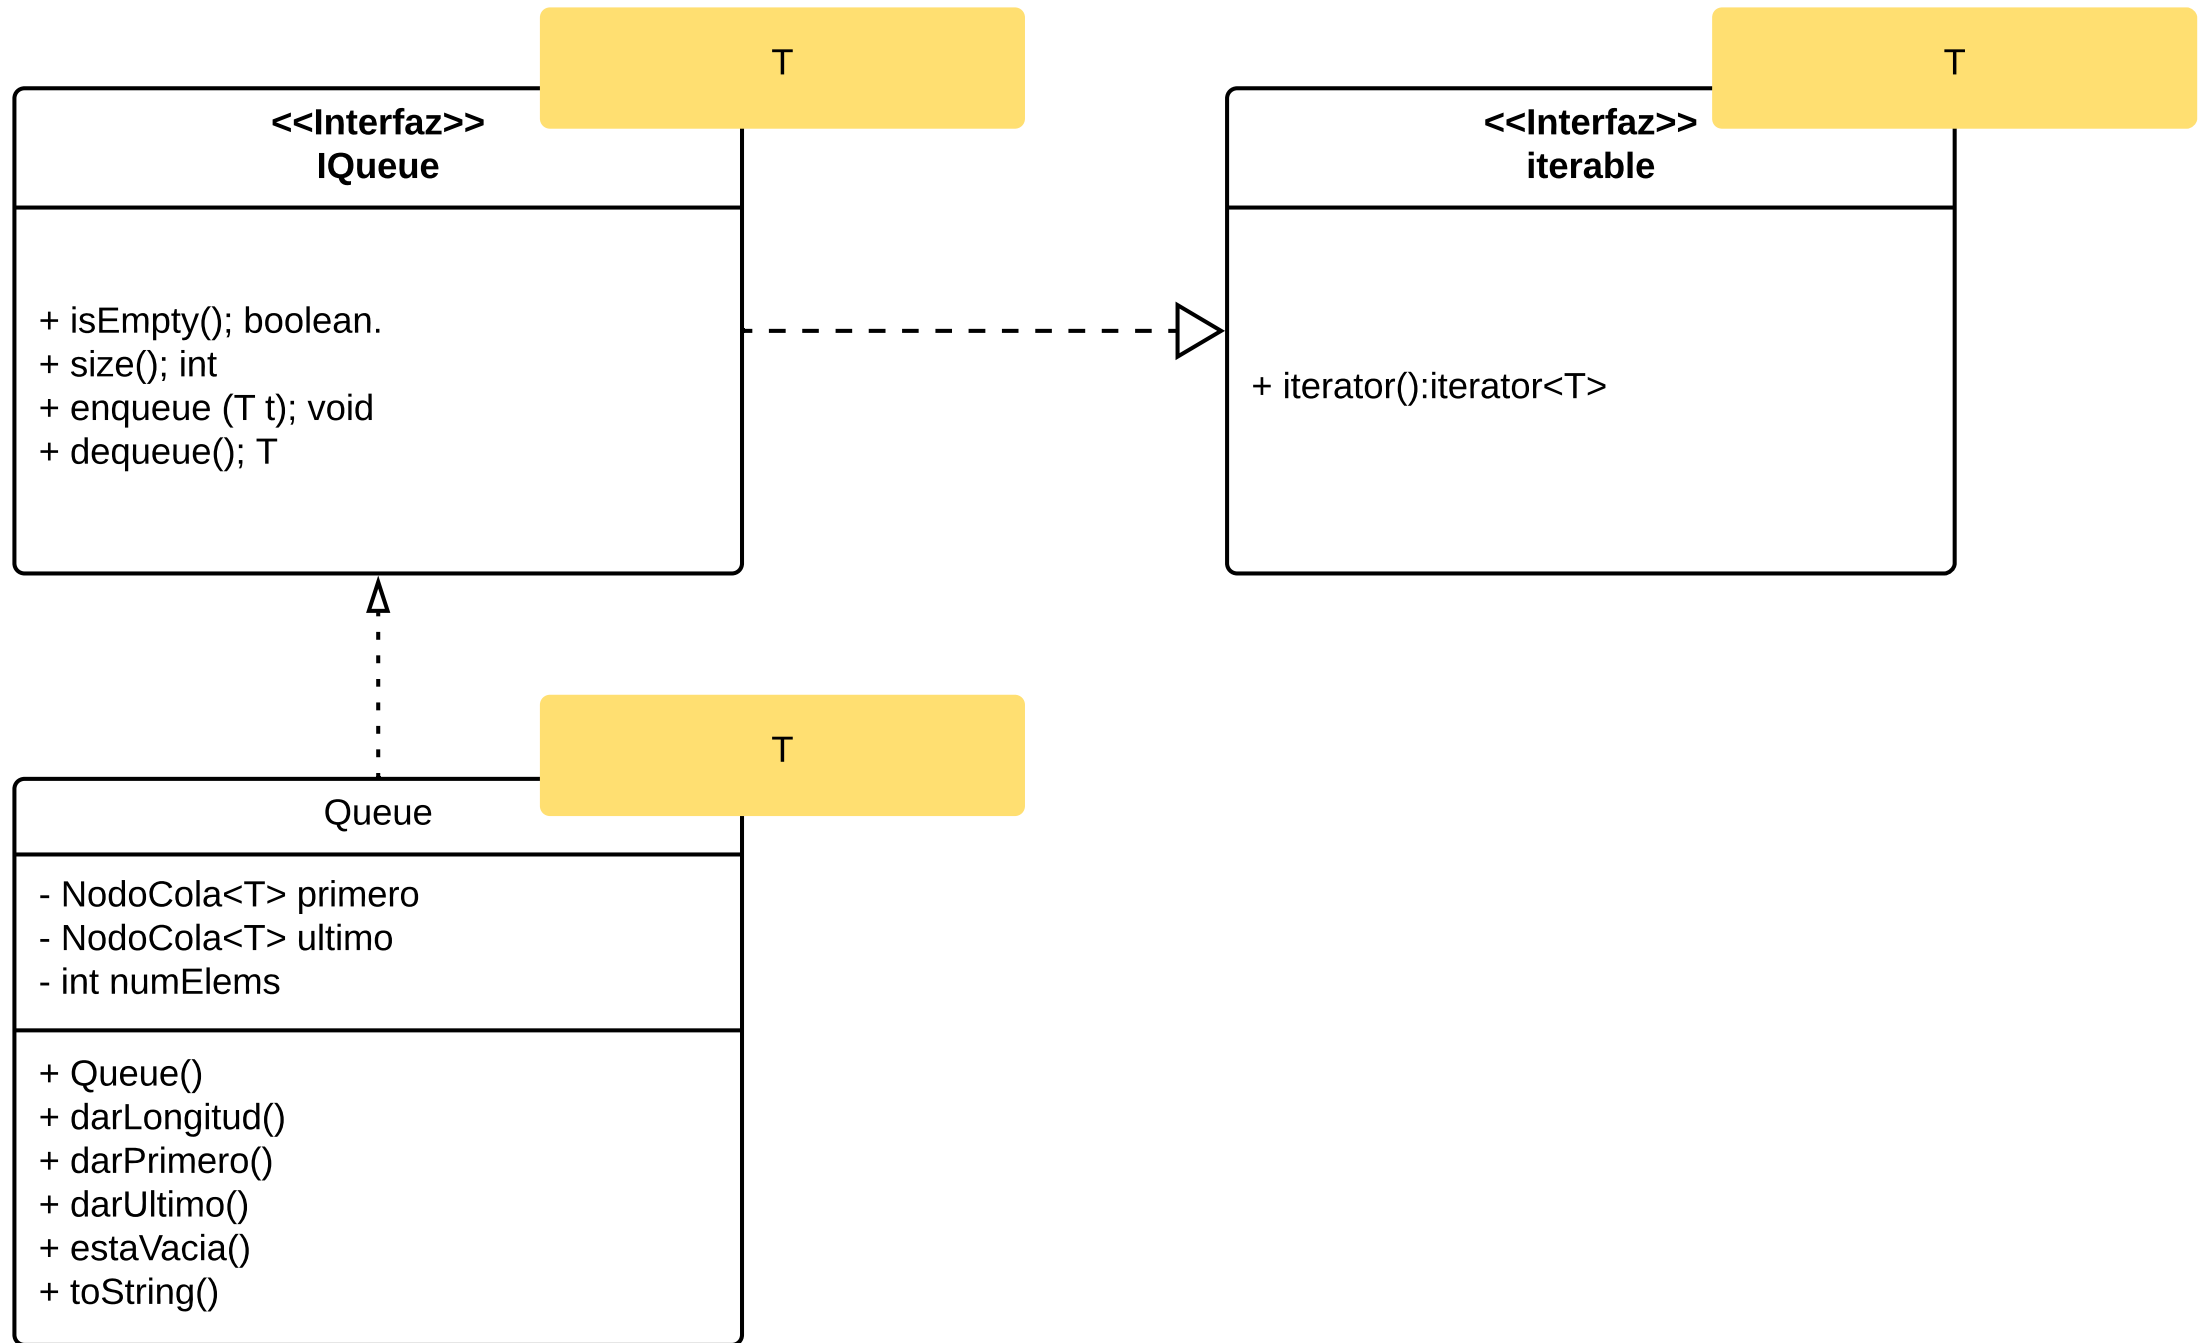 T
<<Interfaz>>
IQueue
+ isEmpty(); boolean.
+ size(); int
+ enqueue (T t); void
+ dequeue(); T
T
<<Interfaz>>
iterable
+ iterator():iterator<T>
T
Queue
- NodoCola<T> primero
- NodoCola<T> ultimo
- int numElems
+ Queue()
+ darLongitud()
+ darPrimero()
+ darUltimo()
+ estaVacia()
+ toString()